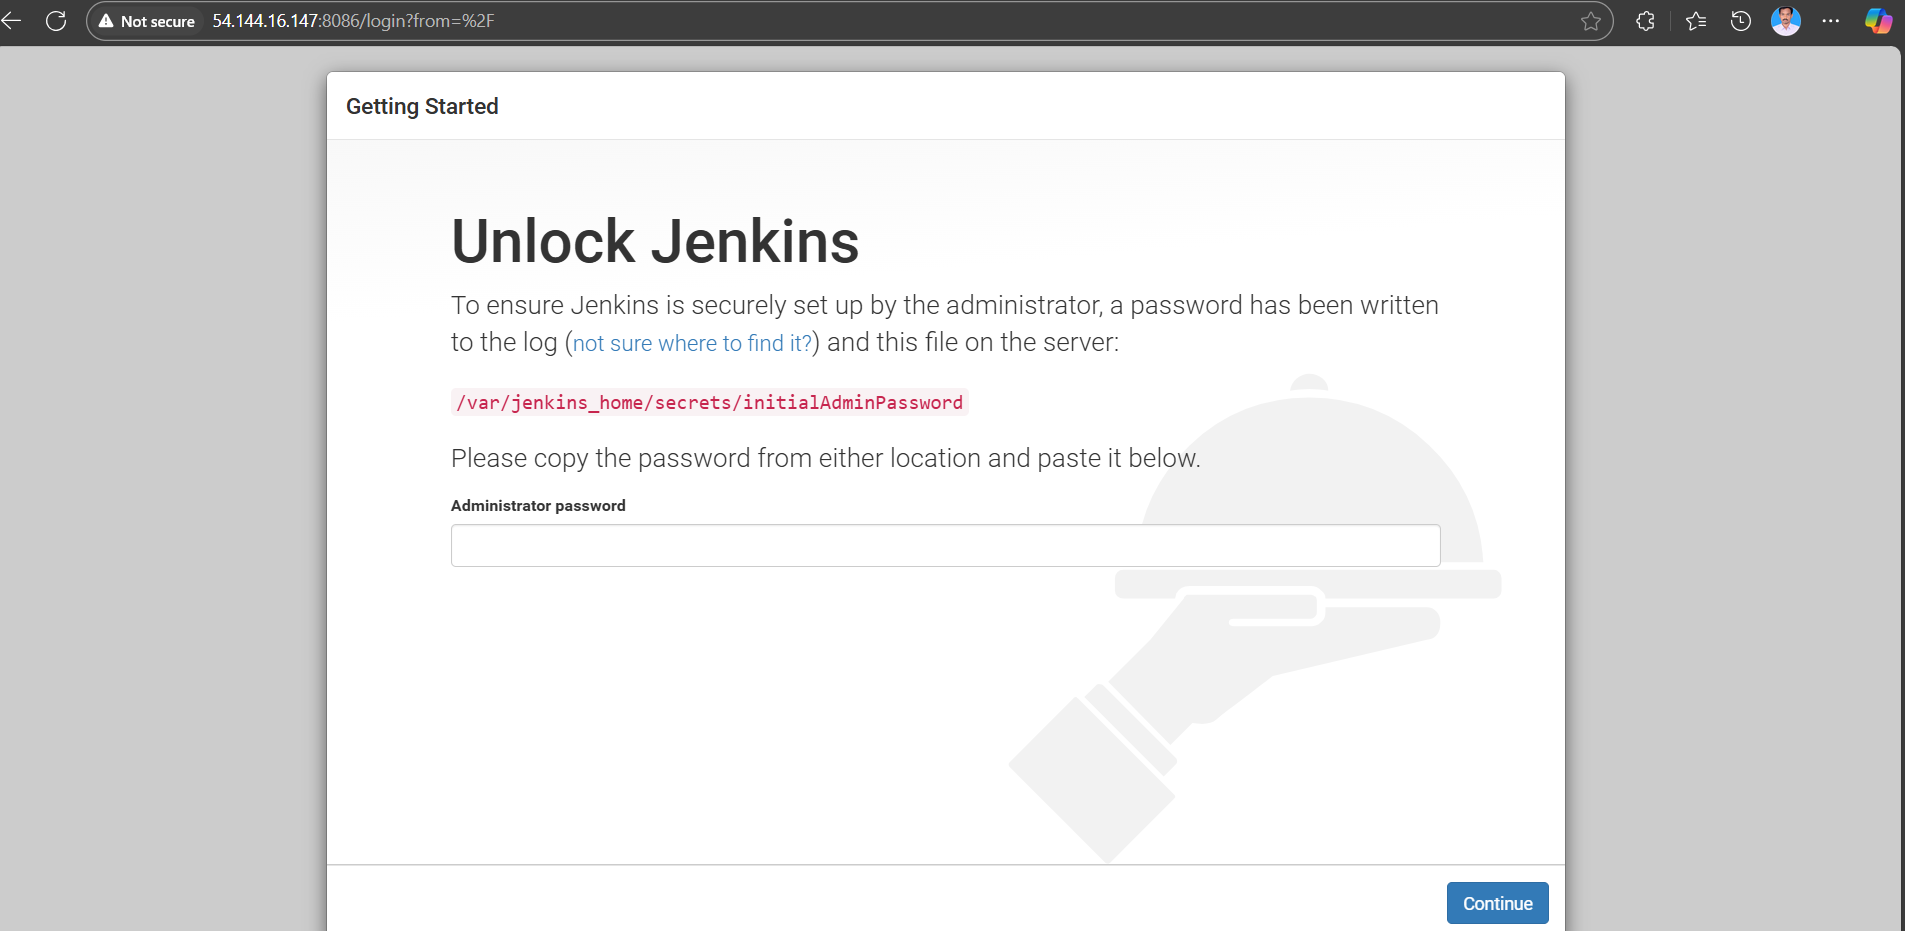 Not secure 54.144.16.147:8086/login?from=%2F
Getting Started
Unlock Jenkins
To ensure Jenkins is securely set up by the administrator, a password has been written
to the log (not sure where to find it?) and this file on the server:
/var/jenkins_home/secrets/initialAdminPassword
Please copy the password from either location and paste it below.
Administrator password
Continue